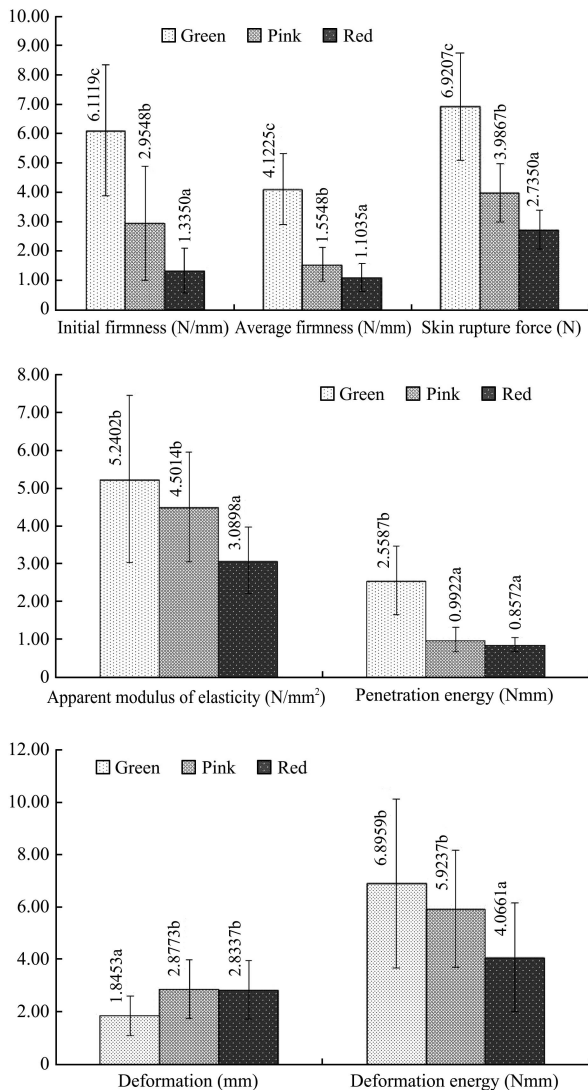 10.00
9.00
8.00
7.00
6.00
5.00
4.00
3.00
2.00
1.00
0
Green Pink Red
6.1119c
2.9548b
1.3350a
4.1225c
1.5548b
1.1035a
6.9207c
3.9867b
2.7350a
Initial firmness (N/mm) Average firmness (N/mm) Skin rupture force (N)
8.00
7.00
6.00
5.00
4.00
3.00
2.00
1.00
0
Green Pink Red
5.2402b
4.5014b
3.0898a
2.5587b
0.9922a
0.8572a
Apparent modulus of elasticity (N/mm²) Penetration energy (Nmm)
12.00
10.00
8.00
6.00
4.00
2.00
0
Green Pink Red
1.8453a
2.8773b
2.8337b
6.8959b
5.9237b
4.0661a
Deformation (mm) Deformation energy (Nmm)